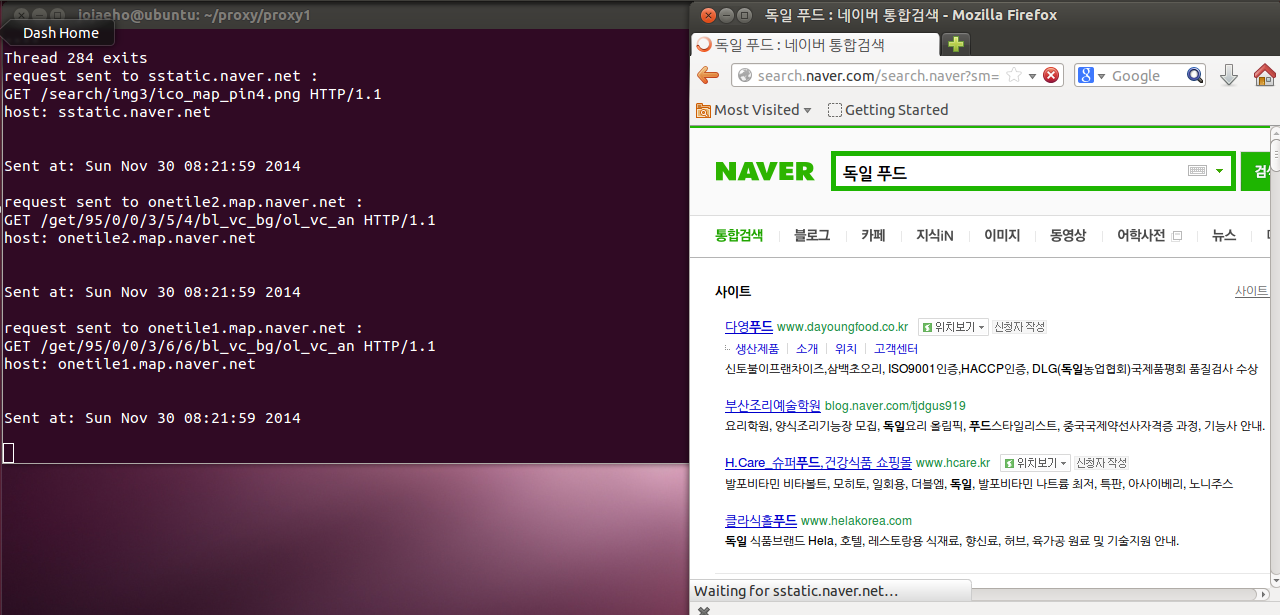 jojaeho@ubuntu: ~/proxy/proxy1
Dash Home
Thread 284 exits
request sent to sstatic.naver.net :
GET /search/img3/ico_map_pin4.png HTTP/1.1
host: sstatic.naver.net
Sent at: Sun Nov 30 08:21:59 2014
request sent to onetile2.map.naver.net :
GET /get/95/0/0/3/5/4/bl_vc_bg/ol_vc_an HTTP/1.1
host: onetile2.map.naver.net
Sent at: Sun Nov 30 08:21:59 2014
request sent to onetile1.map.naver.net :
GET /get/95/0/0/3/6/6/bl_vc_bg/ol_vc_an HTTP/1.1
host: onetile1.map.naver.net
Sent at: Sun Nov 30 08:21:59 2014
독일 푸드 : 네이버 통합검색 - Mozilla Firefox
독일 푸드 : 네이버 통합검색
search.naver.com/search.naver?sm= Google
Most Visited Getting Started
NAVER 독일 푸드
통합검색 블로그 카페 지식iN 이미지 동영상 어학사전 뉴스
사이트 사이트
다영푸드 www.dayoungfood.co.kr 위치보기 신청자 작성
생산제품 소개 위치 고객센터
신토불이프랜차이즈,삼백초오리, ISO9001인증,HACCP인증, DLG(독일농업협회)국제품평회 품질검사 수상
부산조리예술학원 blog.naver.com/tjdgus919
요리학원, 양식조리기능장 모집, 독일요리 올림픽, 푸드스타일리스트, 중국국제약선사자격증 과정, 기능사 안내.
H.Care_슈퍼푸드,건강식품 쇼핑몰 www.hcare.kr 위치보기 신청자 작성
발포비타민 비타볼트, 모히토, 일회용, 더블엠, 독일, 발포비타민 나트륨 최저, 특판, 아사이베리, 노니주스
클라식홀푸드 www.helakorea.com
독일 식품브랜드 Hela, 호텔, 레스토랑용 식재료, 향신료, 허브, 육가공 원료 및 기술지원 안내.
Waiting for sstatic.naver.net…